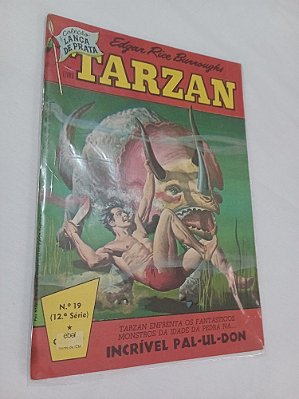 Coleção
LANÇA
DE PRATA
Edgar Rice Burroughs
TARZAN
N.º 19
(12.ª Série)
ebal
TARZAN ENFRENTA OS FANTÁSTICOS
MONSTROS DA IDADE DA PEDRA NA...
INCRÍVEL PAL-UL-DON